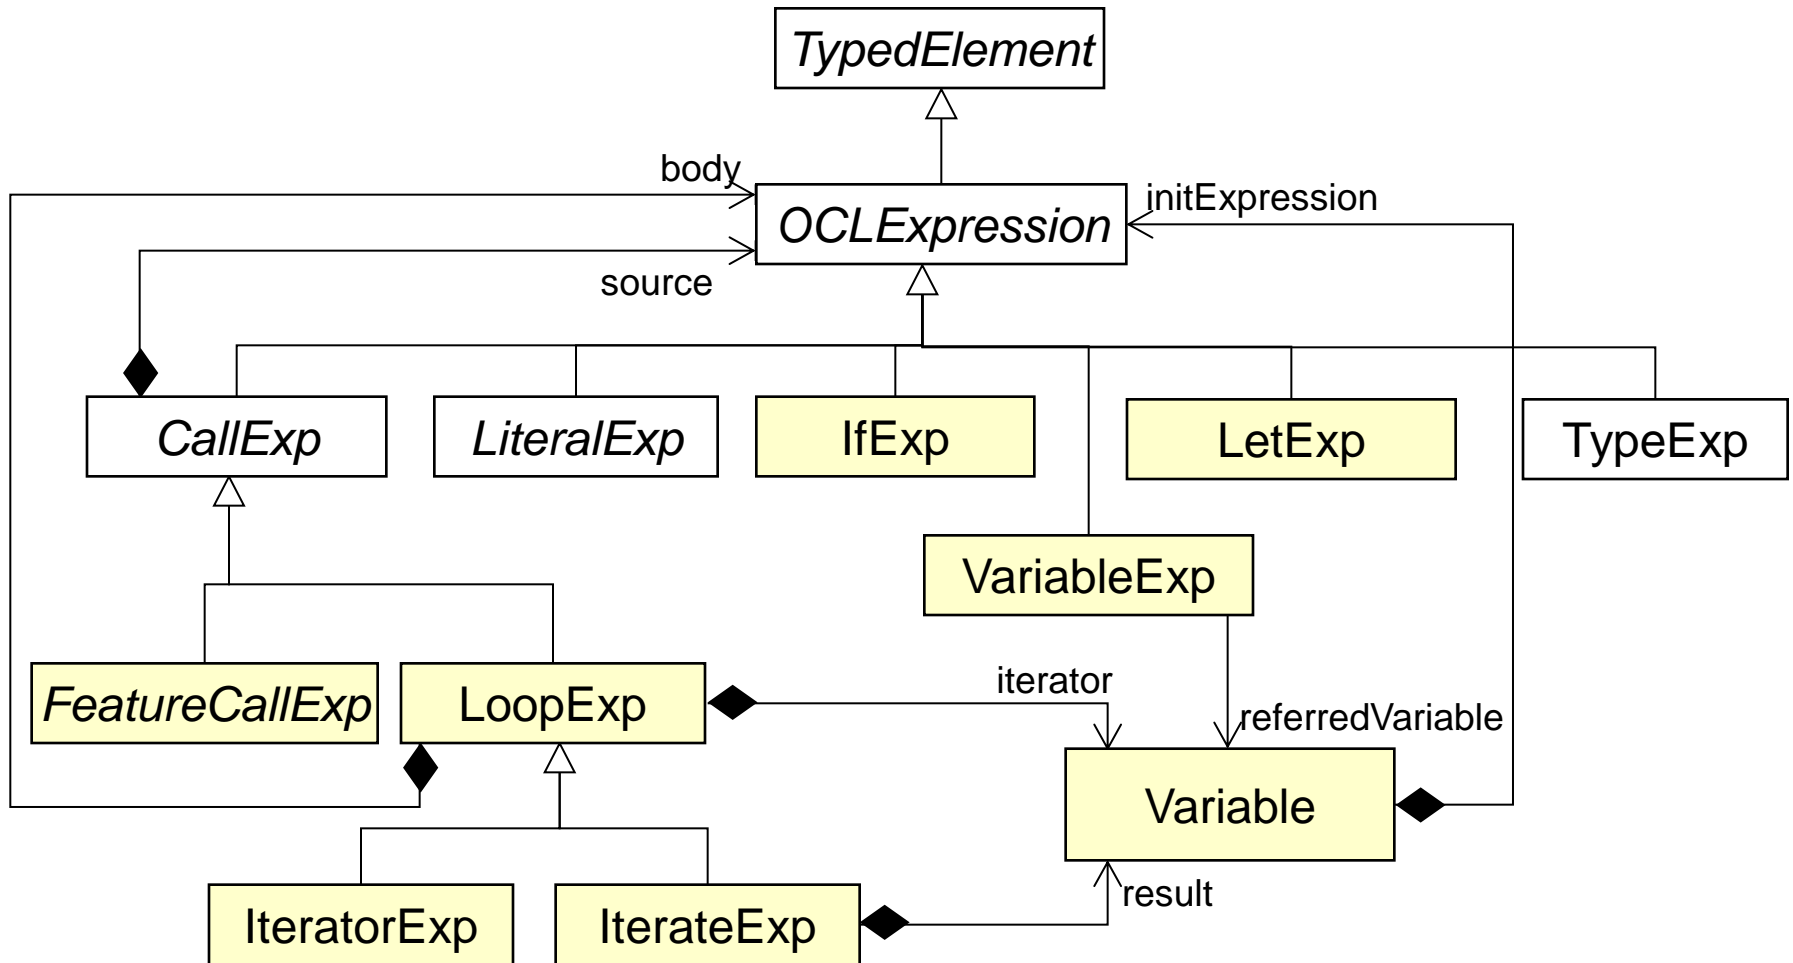 TypedElement
body
OCLExpression
initExpression
source
CallExp
LiteralExp
IfExp
LetExp
TypeExp
VariableExp
FeatureCallExp
LoopExp
iterator
referredVariable
Variable
result
IteratorExp
IterateExp